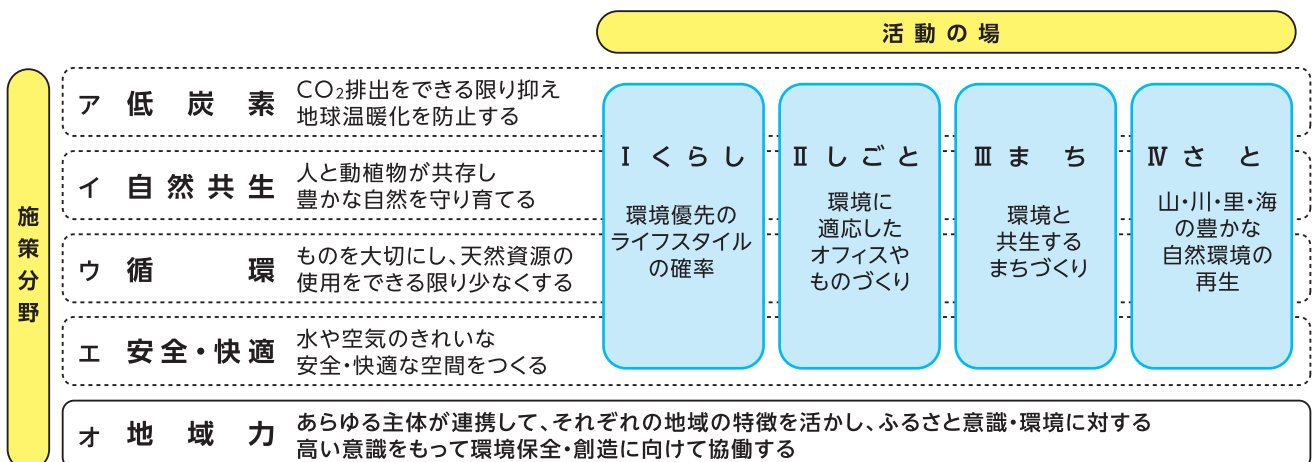 活動の場
施策分野
ア 低炭素
CO₂排出をできる限り抑え
地球温暖化を防止する
イ 自然共生
人と動植物が共存し
豊かな自然を守り育てる
ウ 循環
ものを大切にし、天然資源の
使用をできる限り少なくする
エ 安全・快適
水や空気のきれいな
安全・快適な空間をつくる
オ 地域力
あらゆる主体が連携して、それぞれの地域の特徴を活かし、ふるさと意識・環境に対する
高い意識をもって環境保全・創造に向けて協働する
Ⅰ くらし
環境優先の
ライフスタイル
の確率
Ⅱ しごと
環境に
適応した
オフィスや
ものづくり
Ⅲ まち
環境と
共生する
まちづくり
Ⅳ さと
山・川・里・海
の豊かな
自然環境の
再生